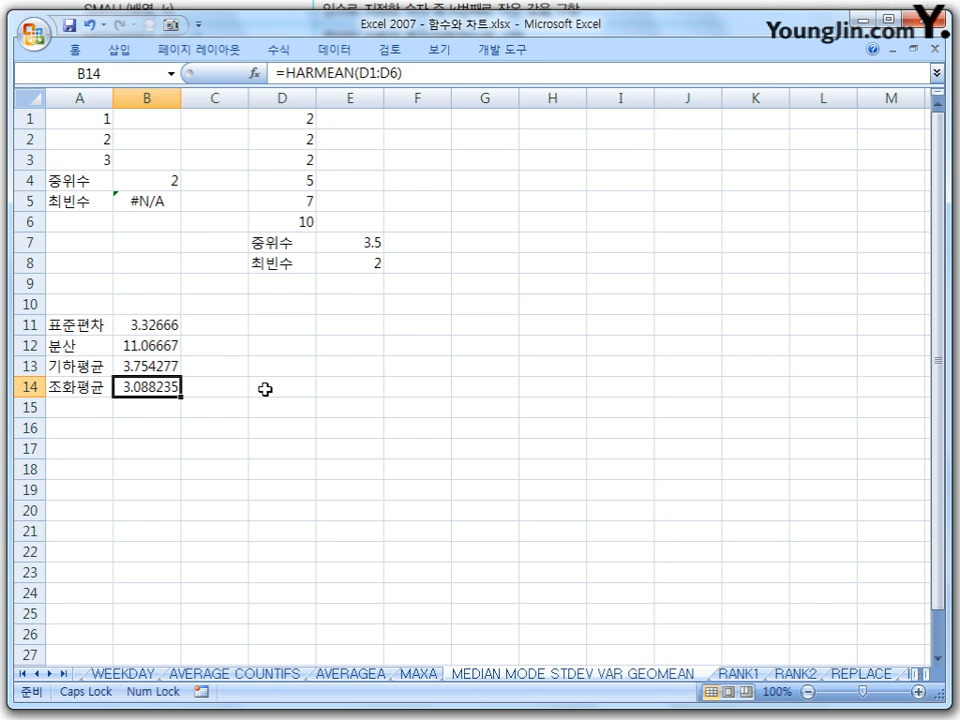 Excel 2007 - 함수와 차트.xlsx - Microsoft Excel
YoungJin.com Y.
홈 삽입 페이지 레이아웃 수식 데이터 검토 보기 개발 도구
B14 fx =HARMEAN(D1:D6)
A B C D E F G H I J K L M
1 1 2
2 2 2
3 3 2
4 중위수 2 5
5 최빈수 #N/A 7
6 10
7 중위수 3.5
8 최빈수 2
9
10
11 표준편차 3.32666
12 분산 11.06667
13 기하평균 3.754277
14 조화평균 3.088235
15
16
17
18
19
20
21
22
23
24
25
26
27
WEEKDAY AVERAGE COUNTIFS AVERAGEA MAXA MEDIAN MODE STDEV VAR GEOMEAN RANK1 RANK2 REPLACE
준비 Caps Lock Num Lock 100%